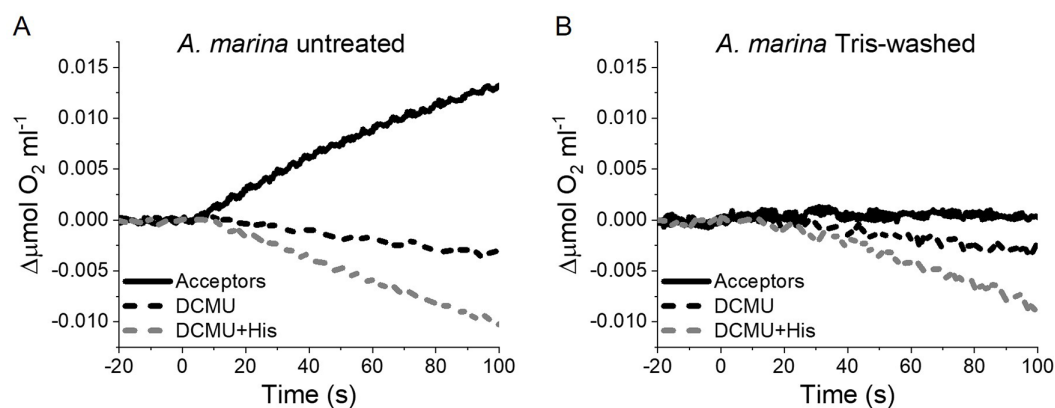 A
A. marina untreated
0.015
0.010
0.005
0.000
-0.005
-0.010
ΔµmoI O₂ ml⁻¹
Acceptors
DCMU
DCMU+His
-20 0 20 40 60 80 100
Time (s)
B
A. marina Tris-washed
0.015
0.010
0.005
0.000
-0.005
-0.010
Δµmol O₂ ml⁻¹
Acceptors
DCMU
DCMU+His
-20 0 20 40 60 80 100
Time (s)